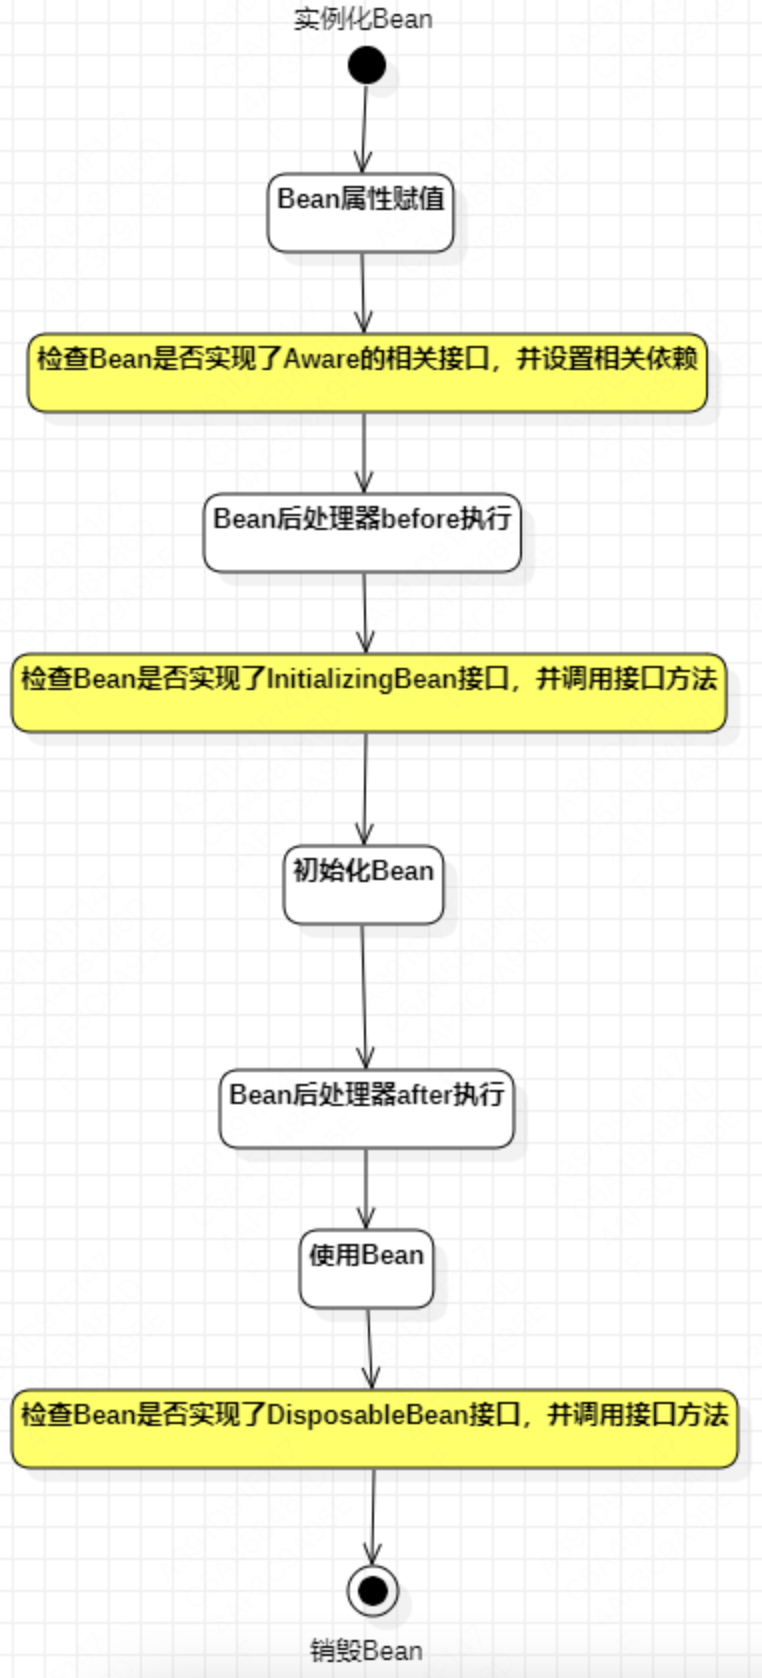 实例化Bean
Bean属性赋值
检查Bean是否实现了Aware的相关接口，并设置相关依赖
Bean后处理器before执行
检查Bean是否实现了InitializingBean接口，并调用接口方法
初始化Bean
Bean后处理器after执行
使用Bean
检查Bean是否实现了DisposableBean接口，并调用接口方法
销毁Bean